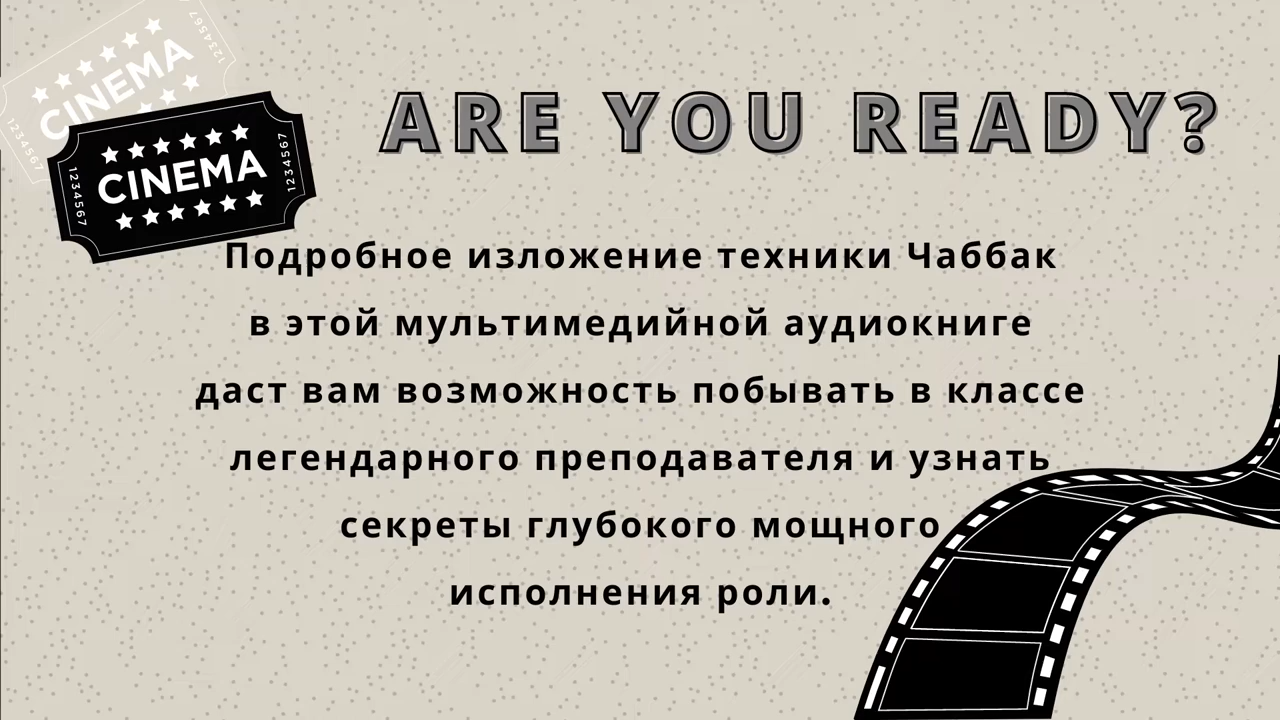 CINEMA
1234567
1234567
CINEMA
1234567
1234567
ARE YOU READY?
Подробное изложение техники Чаббак
в этой мультимедийной аудиокниге
даст вам возможность побывать в классе
легендарного преподавателя и узнать
секреты глубокого мощного
исполнения роли.